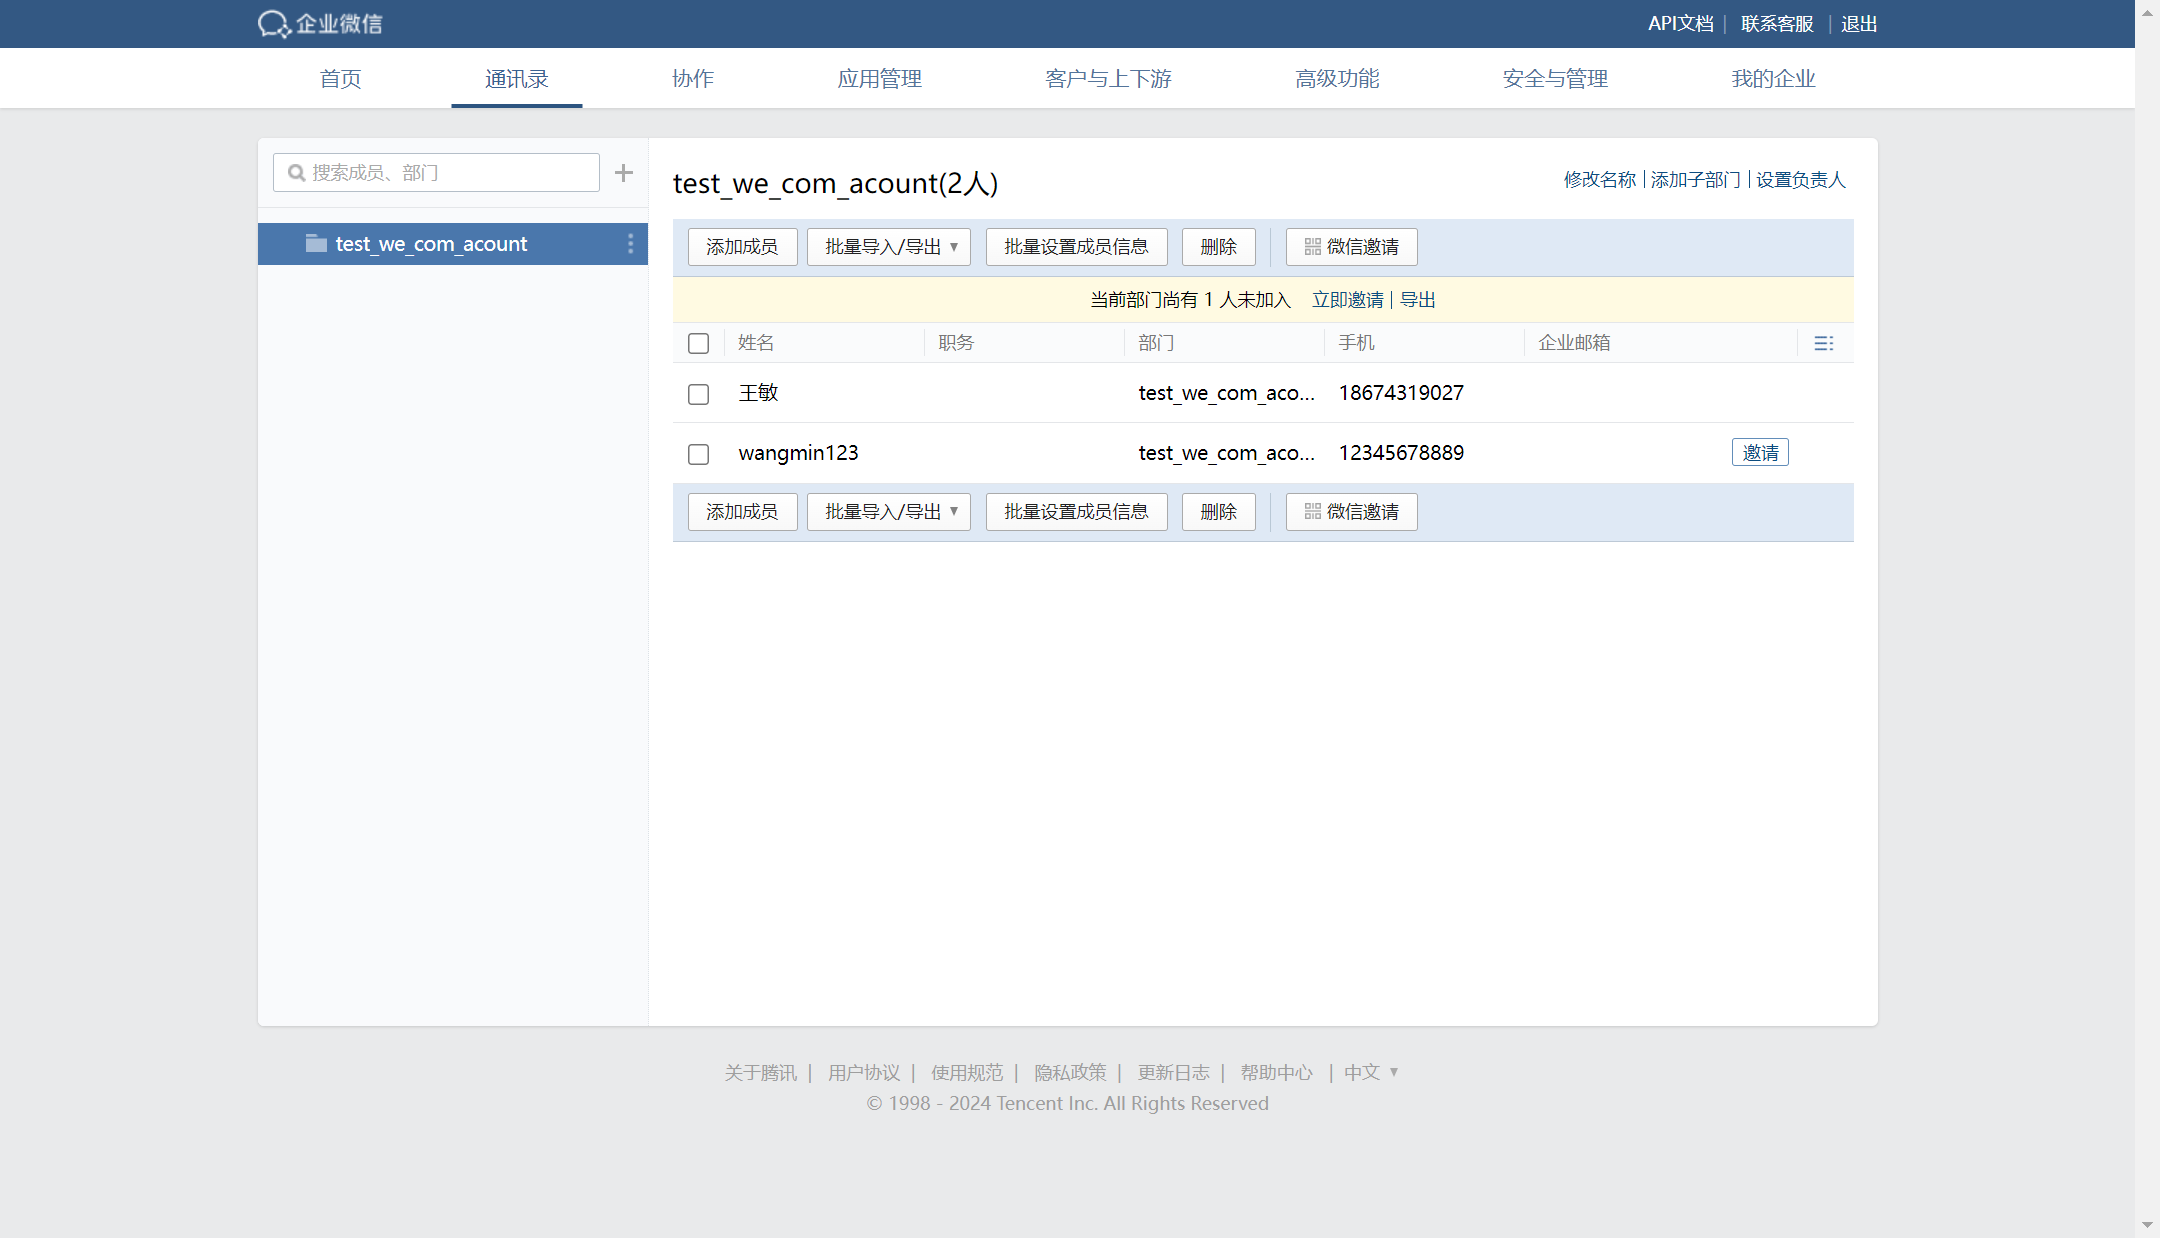 企业微信
API文档 | 联系客服 | 退出
首页 通讯录 协作 应用管理 客户与上下游 高级功能 安全与管理 我的企业
搜索成员、部门
test_we_com_acount
test_we_com_acount(2人)
修改名称 | 添加子部门 | 设置负责人
添加成员 批量导入/导出 批量设置成员信息 删除 微信邀请
当前部门尚有 1 人未加入 立即邀请 | 导出
姓名 职务 部门 手机 企业邮箱
王敏 test_we_com_aco... 18674319027
wangmin123 test_we_com_aco... 12345678889 邀请
添加成员 批量导入/导出 批量设置成员信息 删除 微信邀请
关于腾讯 | 用户协议 | 使用规范 | 隐私政策 | 更新日志 | 帮助中心 | 中文
© 1998 - 2024 Tencent Inc. All Rights Reserved